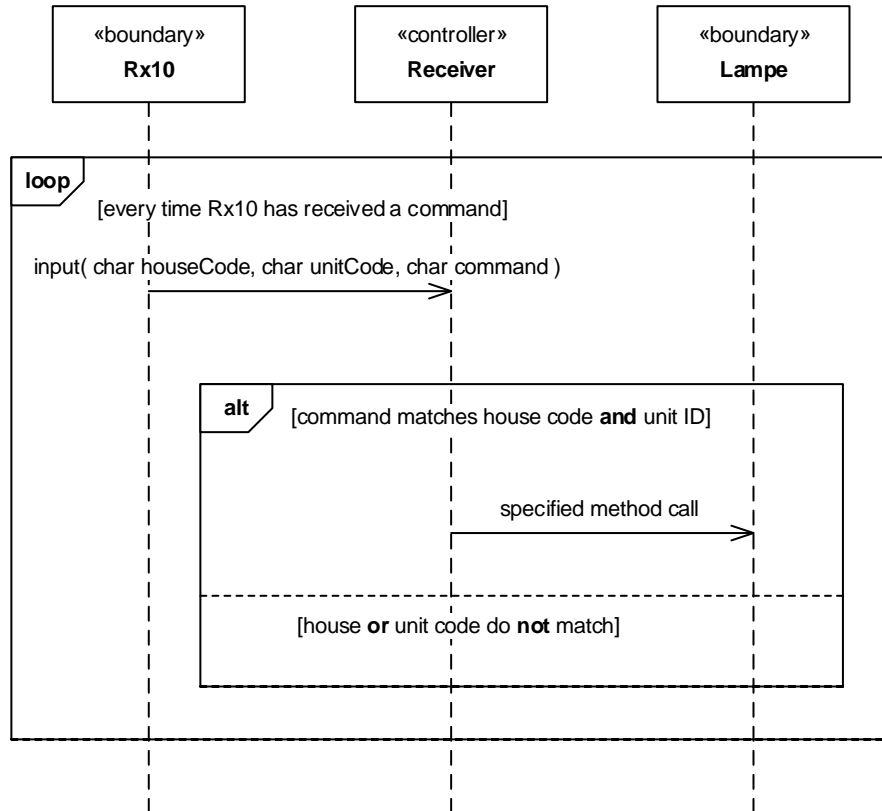 «boundary»
Rx10
«controller»
Receiver
«boundary»
Lampe
loop
[every time Rx10 has received a command]
input( char houseCode, char unitCode, char command )
alt
[command matches house code and unit ID]
specified method call
[house or unit code do not match]